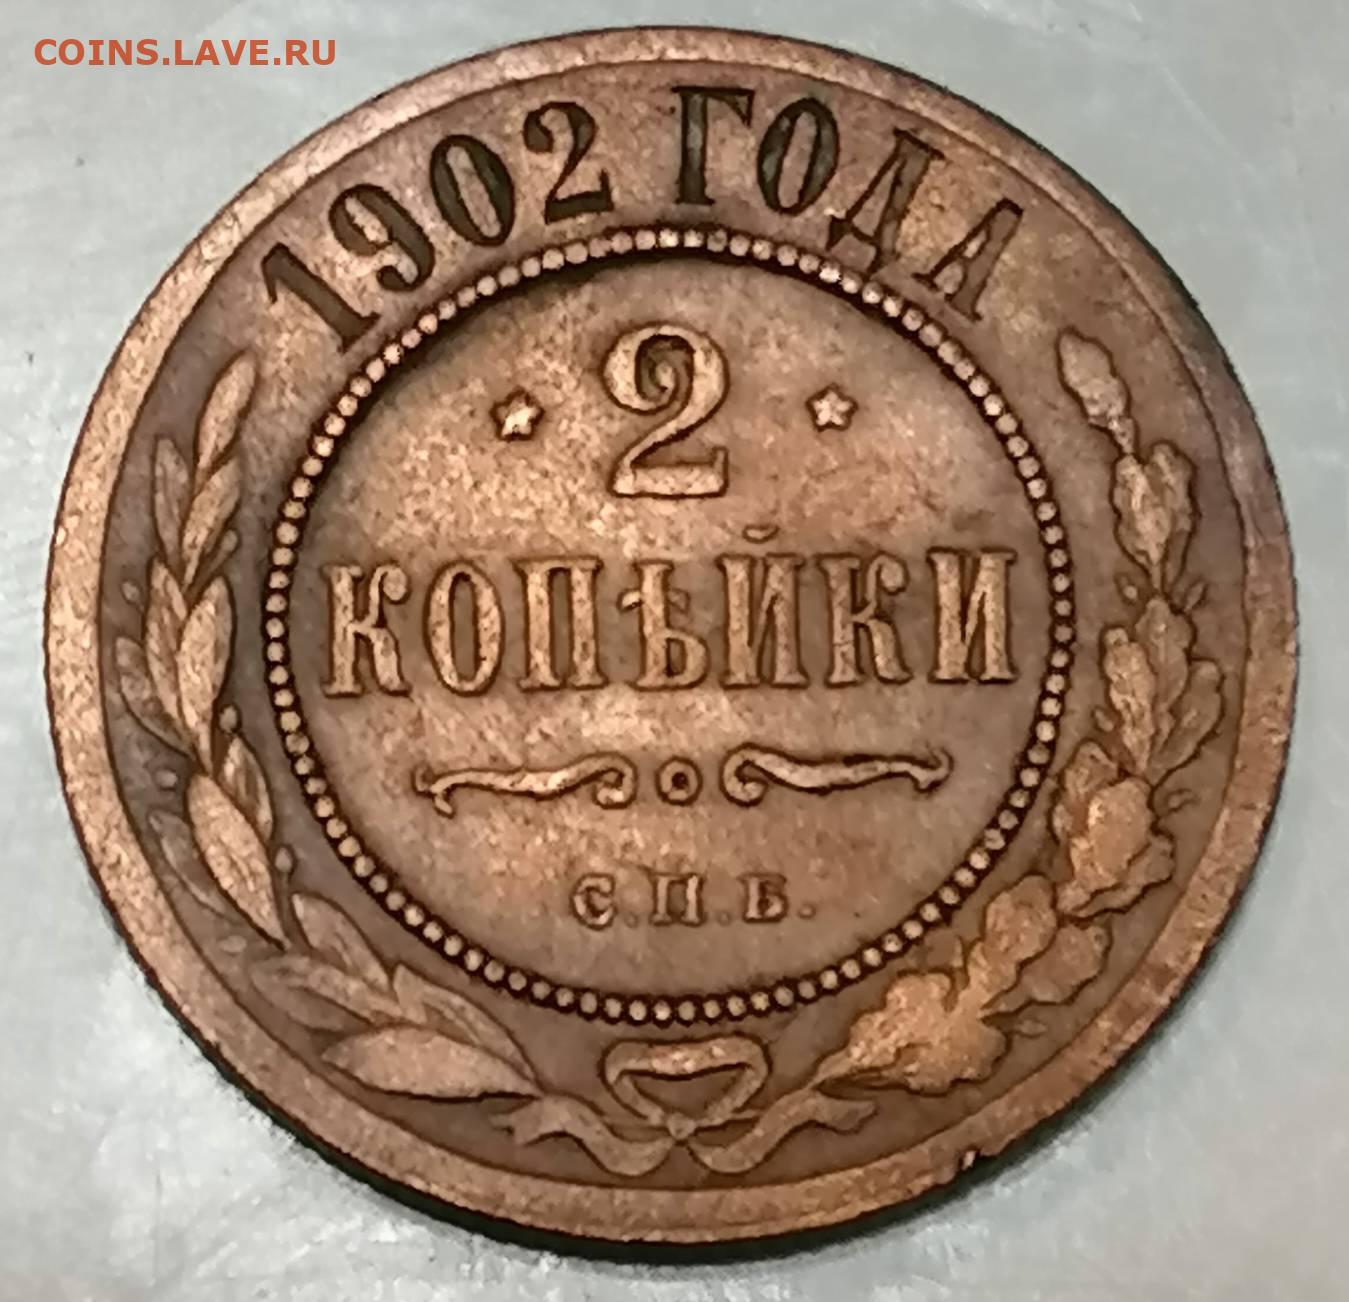 COINS.LAVE.RU
1902 ГОДА
2
КОПѢЙКИ
С.П.Б.